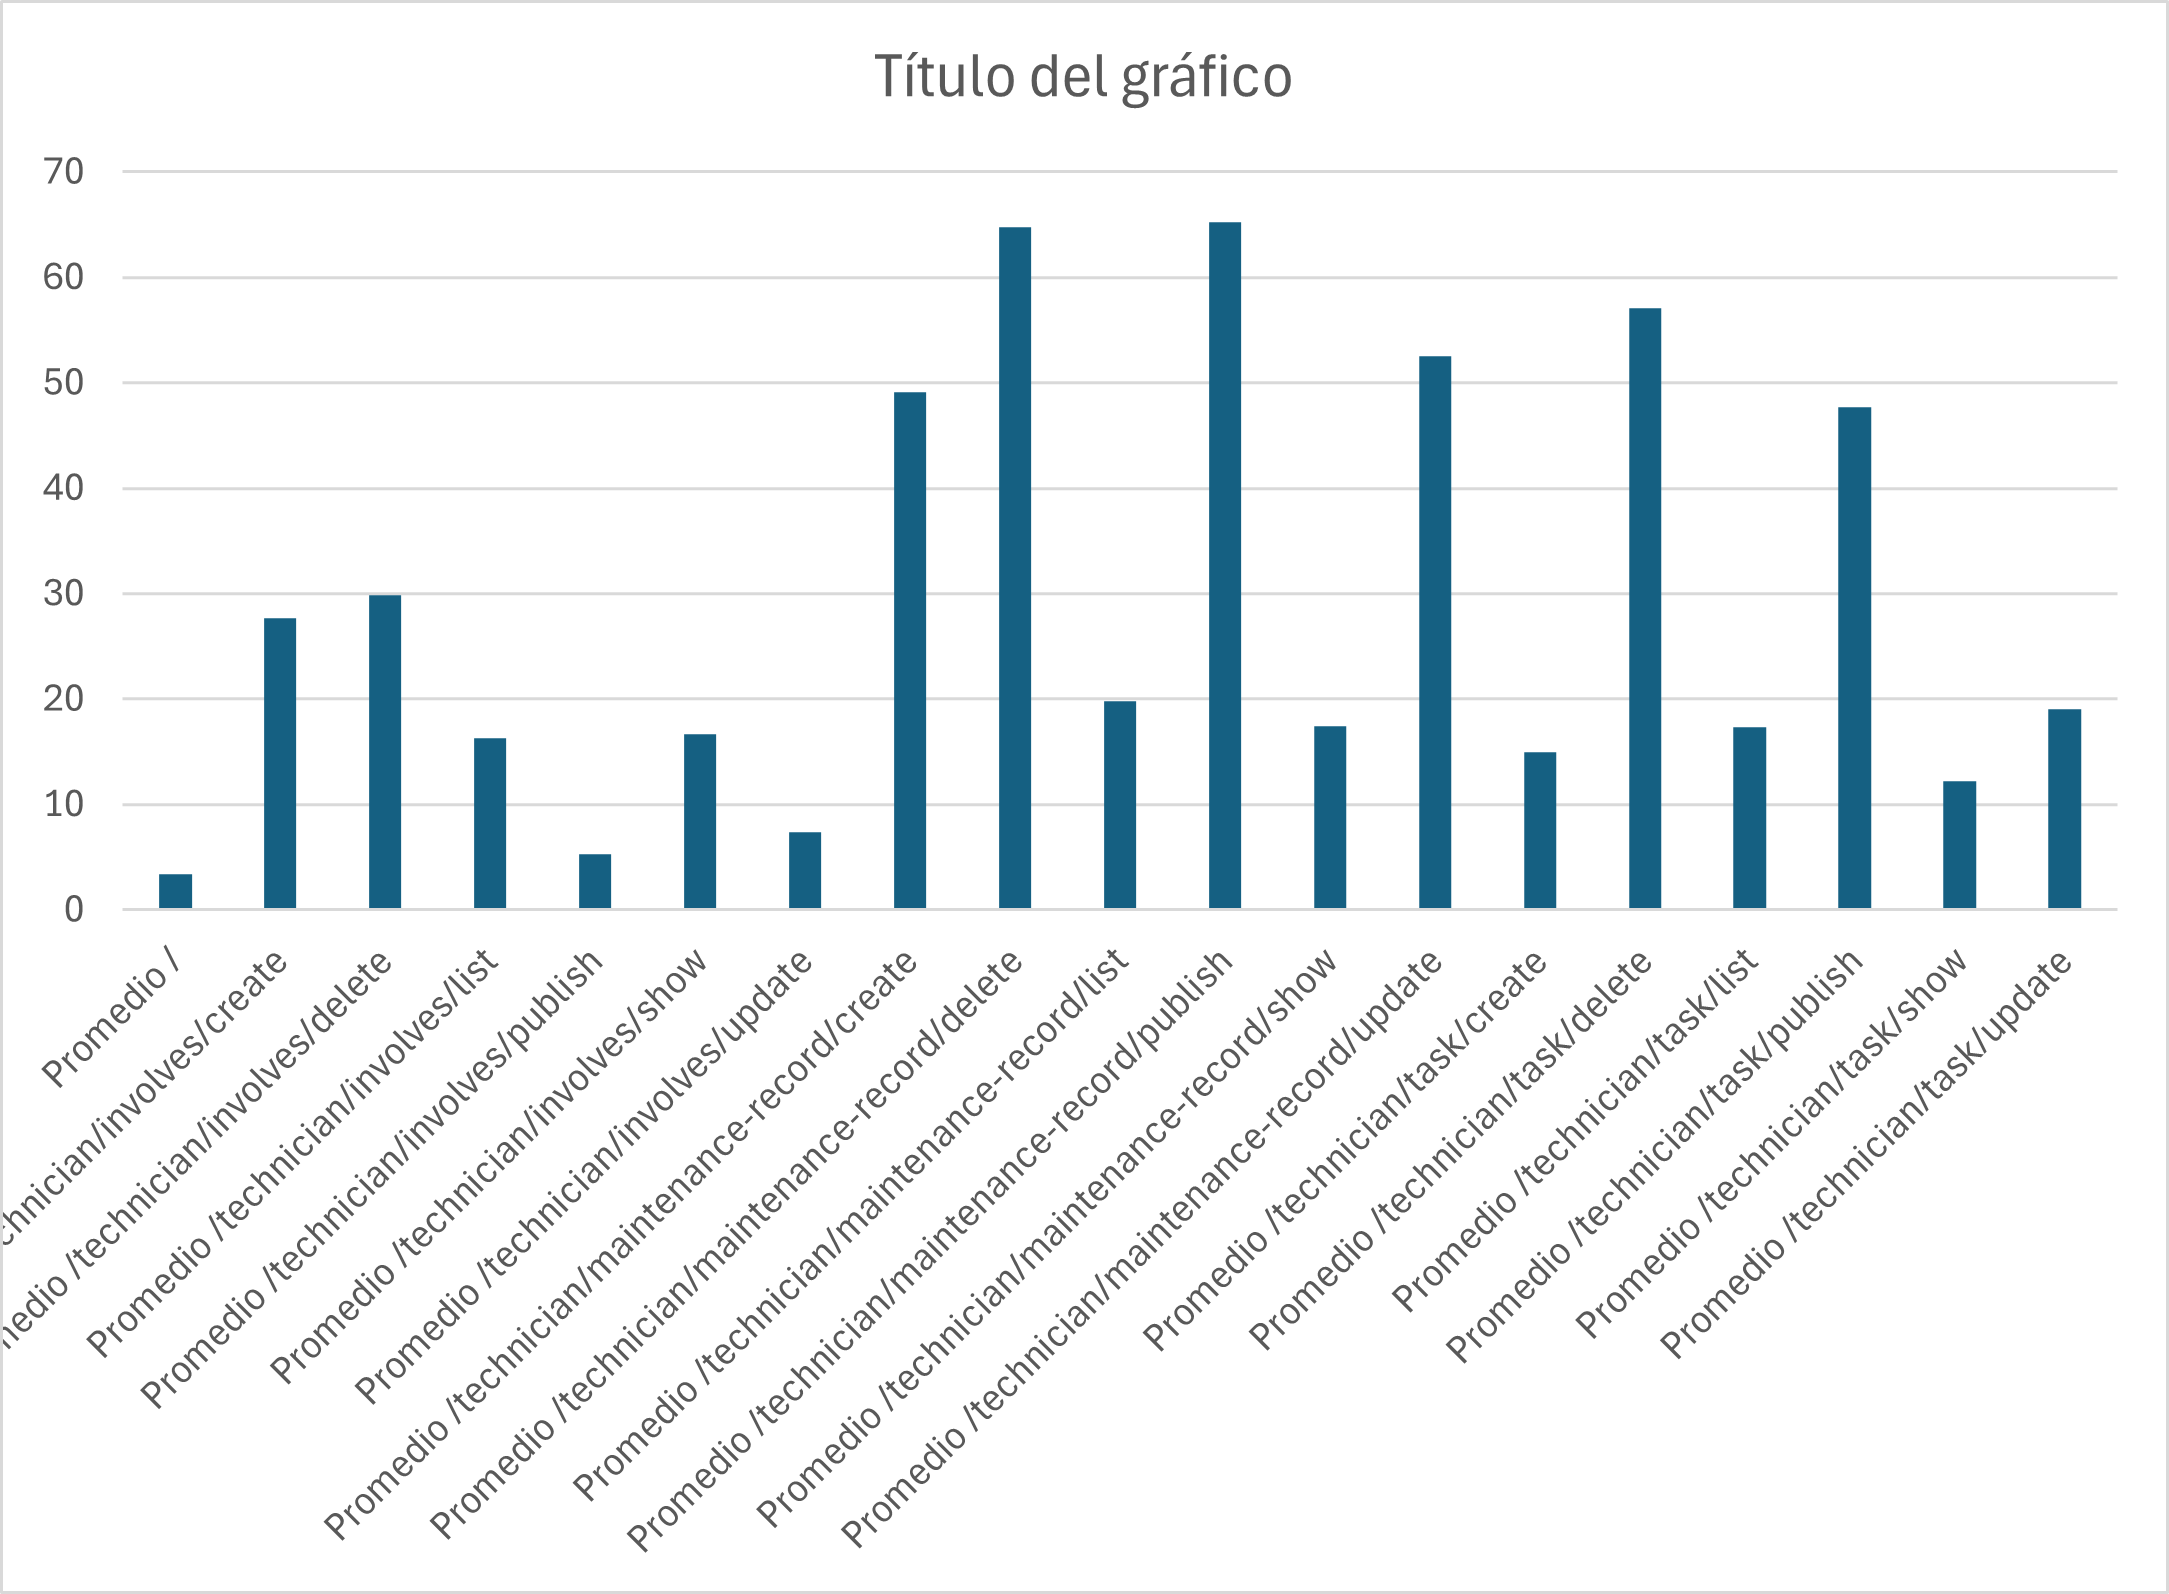 Título del gráfico
70
60
50
40
30
20
10
0
Promedio /
/involves/create
/technician/involves/delete
Promedio /technician/involves/list
Promedio /technician/involves/publish
Promedio /technician/involves/show
Promedio /technician/involves/update
Promedio /technician/maintenance-record/create
Promedio /technician/maintenance-record/delete
Promedio /technician/maintenance-record/list
Promedio /technician/maintenance-record/publish
Promedio /technician/maintenance-record/show
Promedio /technician/maintenance-record/update
Promedio /technician/task/create
Promedio /technician/task/delete
Promedio /technician/task/list
Promedio /technician/task/publish
Promedio /technician/task/show
Promedio /technician/task/update